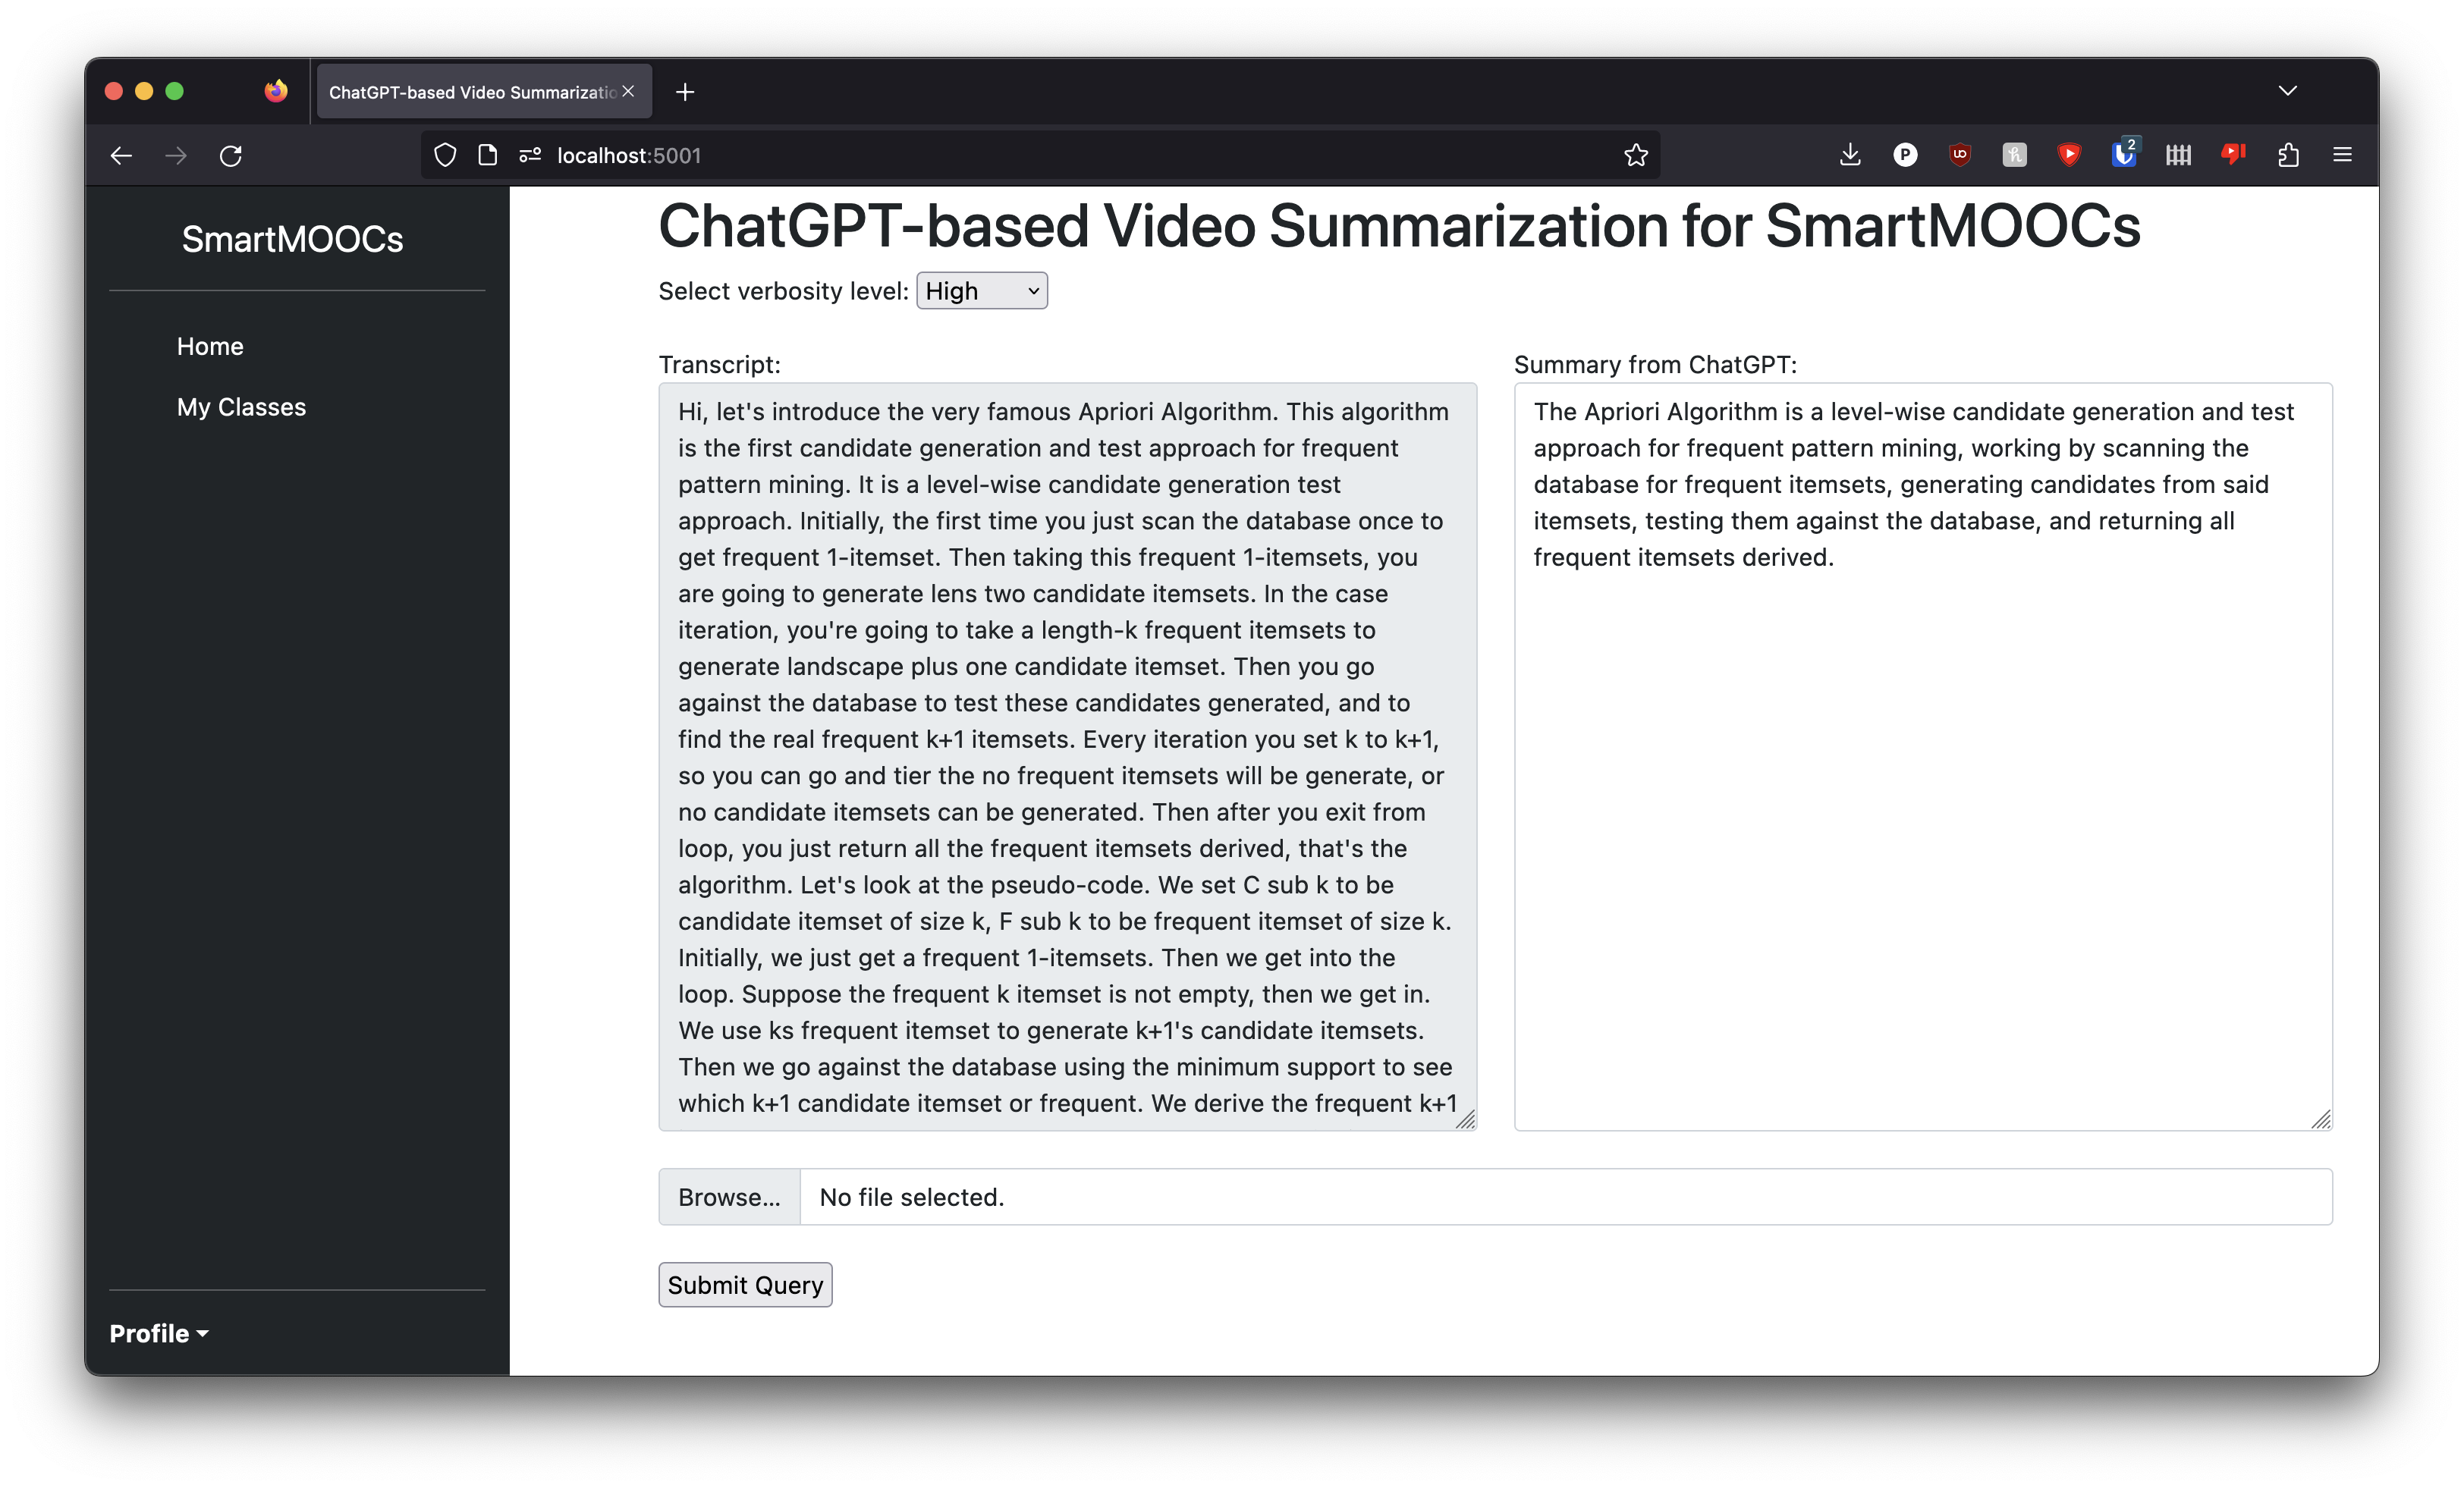 ChatGPT-based Video Summarizatio
localhost:5001
P
UO
h
2
SmartMOOCs
Home
My Classes
Profile
ChatGPT-based Video Summarization for SmartMOOCs
Select verbosity level: High
Transcript:
Hi, let's introduce the very famous Apriori Algorithm. This algorithm
is the first candidate generation and test approach for frequent
pattern mining. It is a level-wise candidate generation test
approach. Initially, the first time you just scan the database once to
get frequent 1-itemset. Then taking this frequent 1-itemsets, you
are going to generate lens two candidate itemsets. In the case
iteration, you're going to take a length-k frequent itemsets to
generate landscape plus one candidate itemset. Then you go
against the database to test these candidates generated, and to
find the real frequent k+1 itemsets. Every iteration you set k to k+1,
so you can go and tier the no frequent itemsets will be generate, or
no candidate itemsets can be generated. Then after you exit from
loop, you just return all the frequent itemsets derived, that's the
algorithm. Let's look at the pseudo-code. We set C sub k to be
candidate itemset of size k, F sub k to be frequent itemset of size k.
Initially, we just get a frequent 1-itemsets. Then we get into the
loop. Suppose the frequent k itemset is not empty, then we get in.
We use ks frequent itemset to generate k+1's candidate itemsets.
Then we go against the database using the minimum support to see
which k+1 candidate itemset or frequent. We derive the frequent k+1
Summary from ChatGPT:
The Apriori Algorithm is a level-wise candidate generation and test
approach for frequent pattern mining, working by scanning the
database for frequent itemsets, generating candidates from said
itemsets, testing them against the database, and returning all
frequent itemsets derived.
Browse... No file selected.
Submit Query